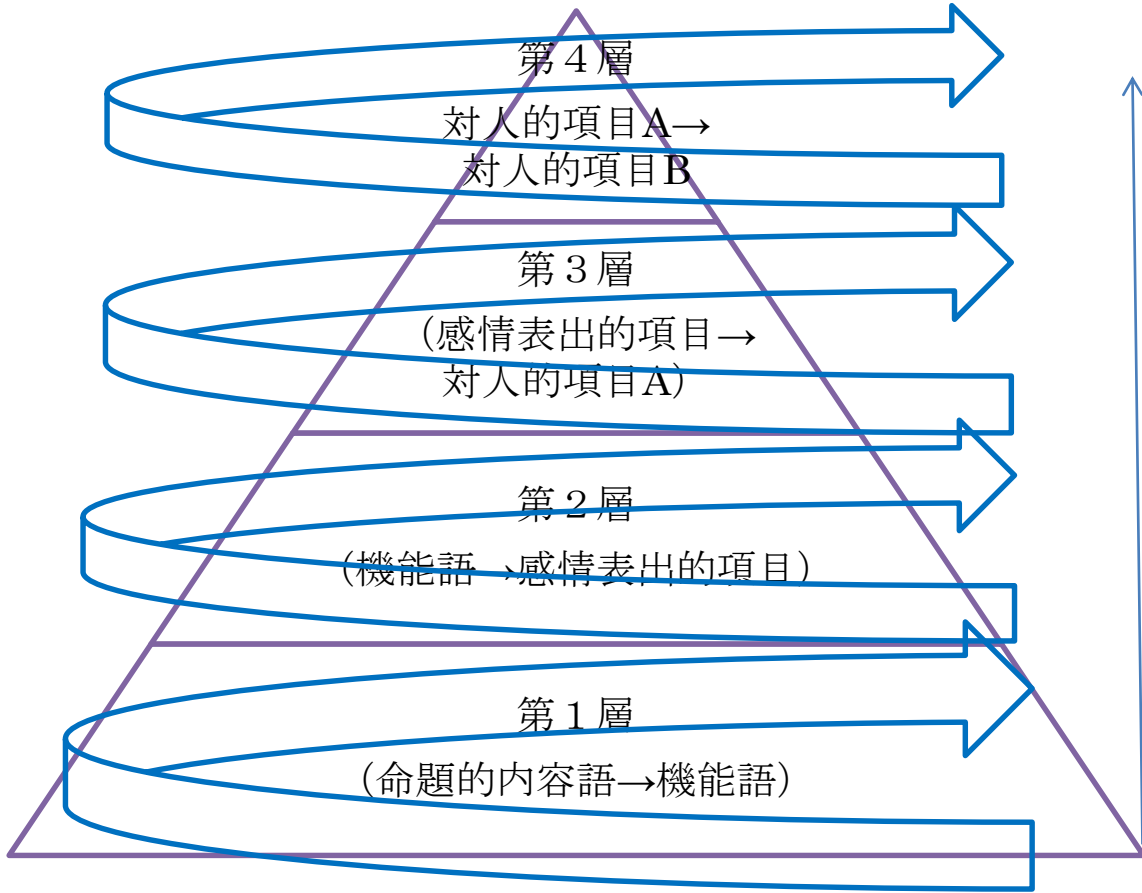 第４層
対人的項目A→
対人的項目B
第３層
（感情表出的項目→
対人的項目A）
第２層
（機能語→感情表出的項目）
第１層
（命題的内容語→機能語）